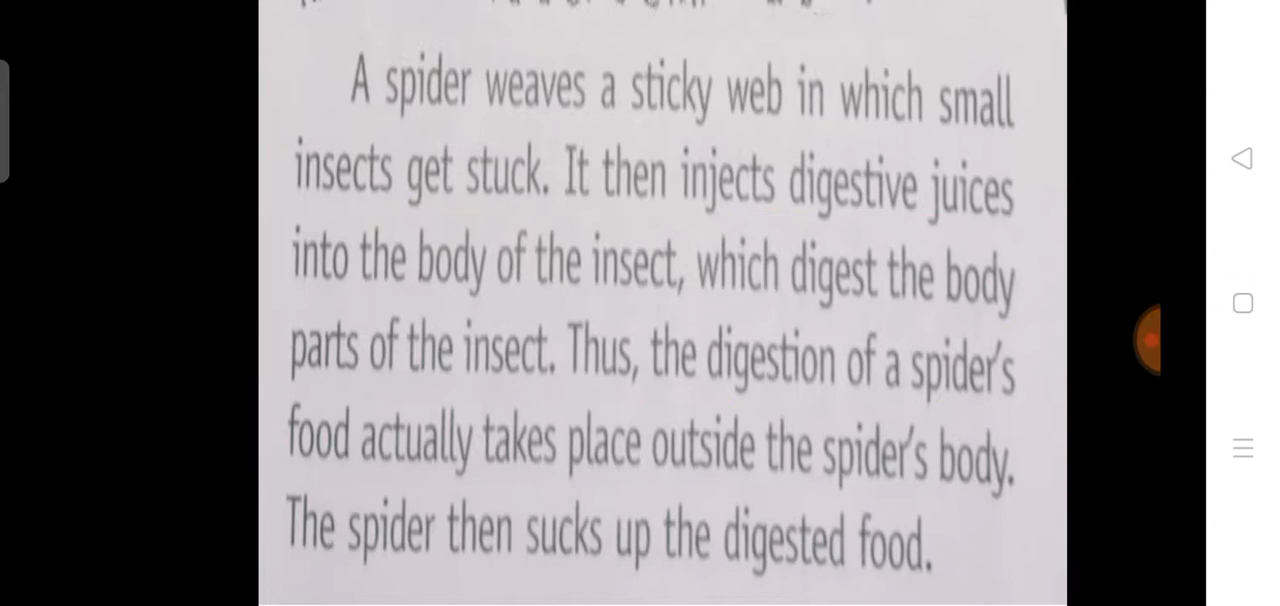 A spider weaves a sticky web in which small
insects get stuck. It then injects digestive juices
into the body of the insect, which digest the body
parts of the insect. Thus, the digestion of a spider's
food actually takes place outside the spider's body.
The spider then sucks up the digested food.